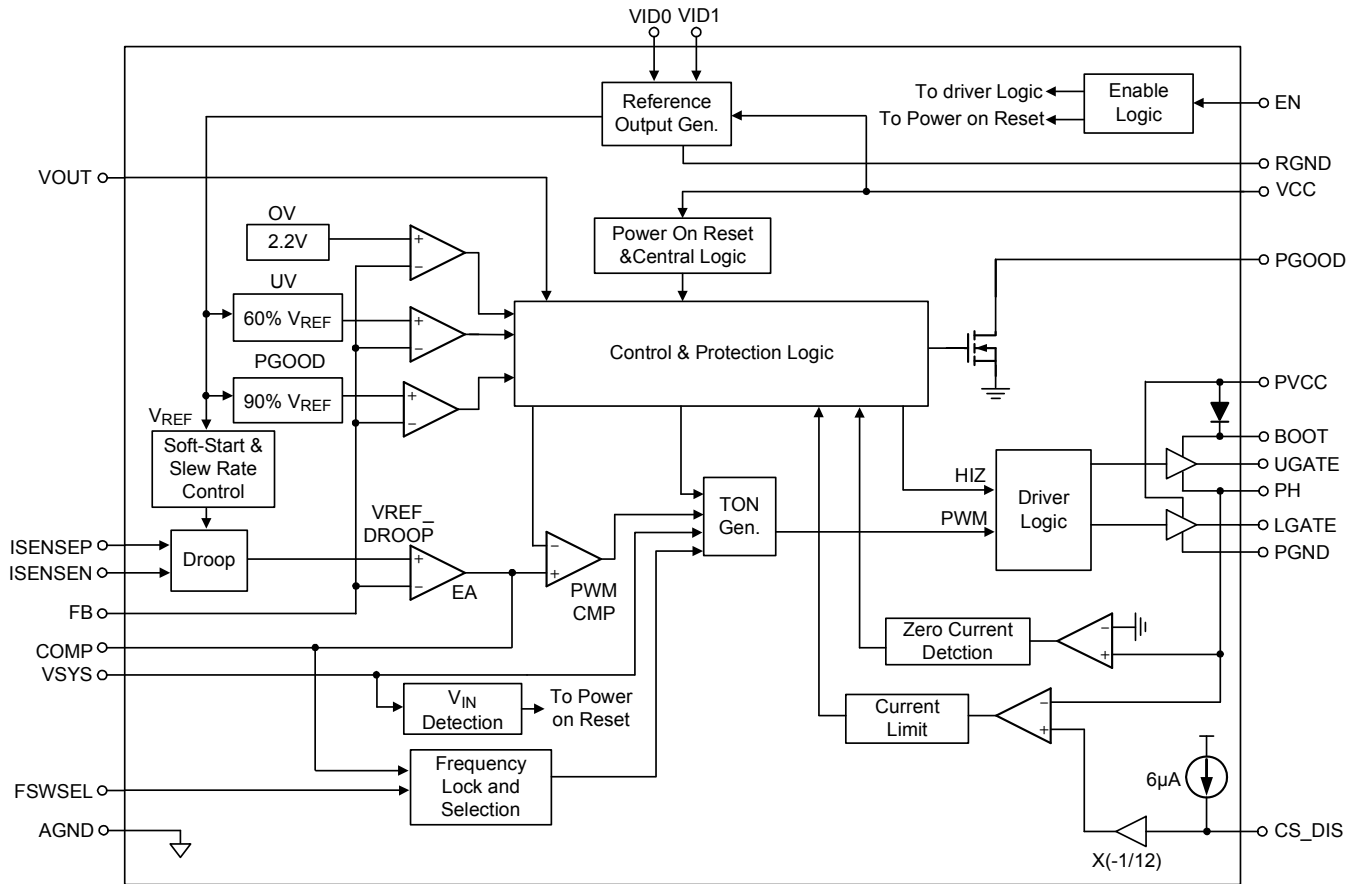 VID0 VID1
To driver Logic
To Power on Reset
Enable
Logic
EN
Reference
Output Gen.
RGND
VOUT
VCC
OV
2.2V
+
−
Power On Reset
&Central Logic
PGOOD
UV
60% VREF
+
−
Control & Protection Logic
PGOOD
90% VREF
+
−
PVCC
VREF
Soft-Start &
Slew Rate
Control
BOOT
UGATE
PH
LGATE
PGND
HIZ
PWM
Driver
Logic
TON
Gen.
VREF_
DROOP
ISENSEP
ISENSEN
Droop
+
−
EA
−
+
PWM
CMP
FB
COMP
VSYS
Zero Current
Detction
−
+
VIN
Detection
To Power
on Reset
Current
Limit
−
+
Frequency
Lock and
Selection
FSWSEL
6µA
AGND
X(-1/12)
CS_DIS